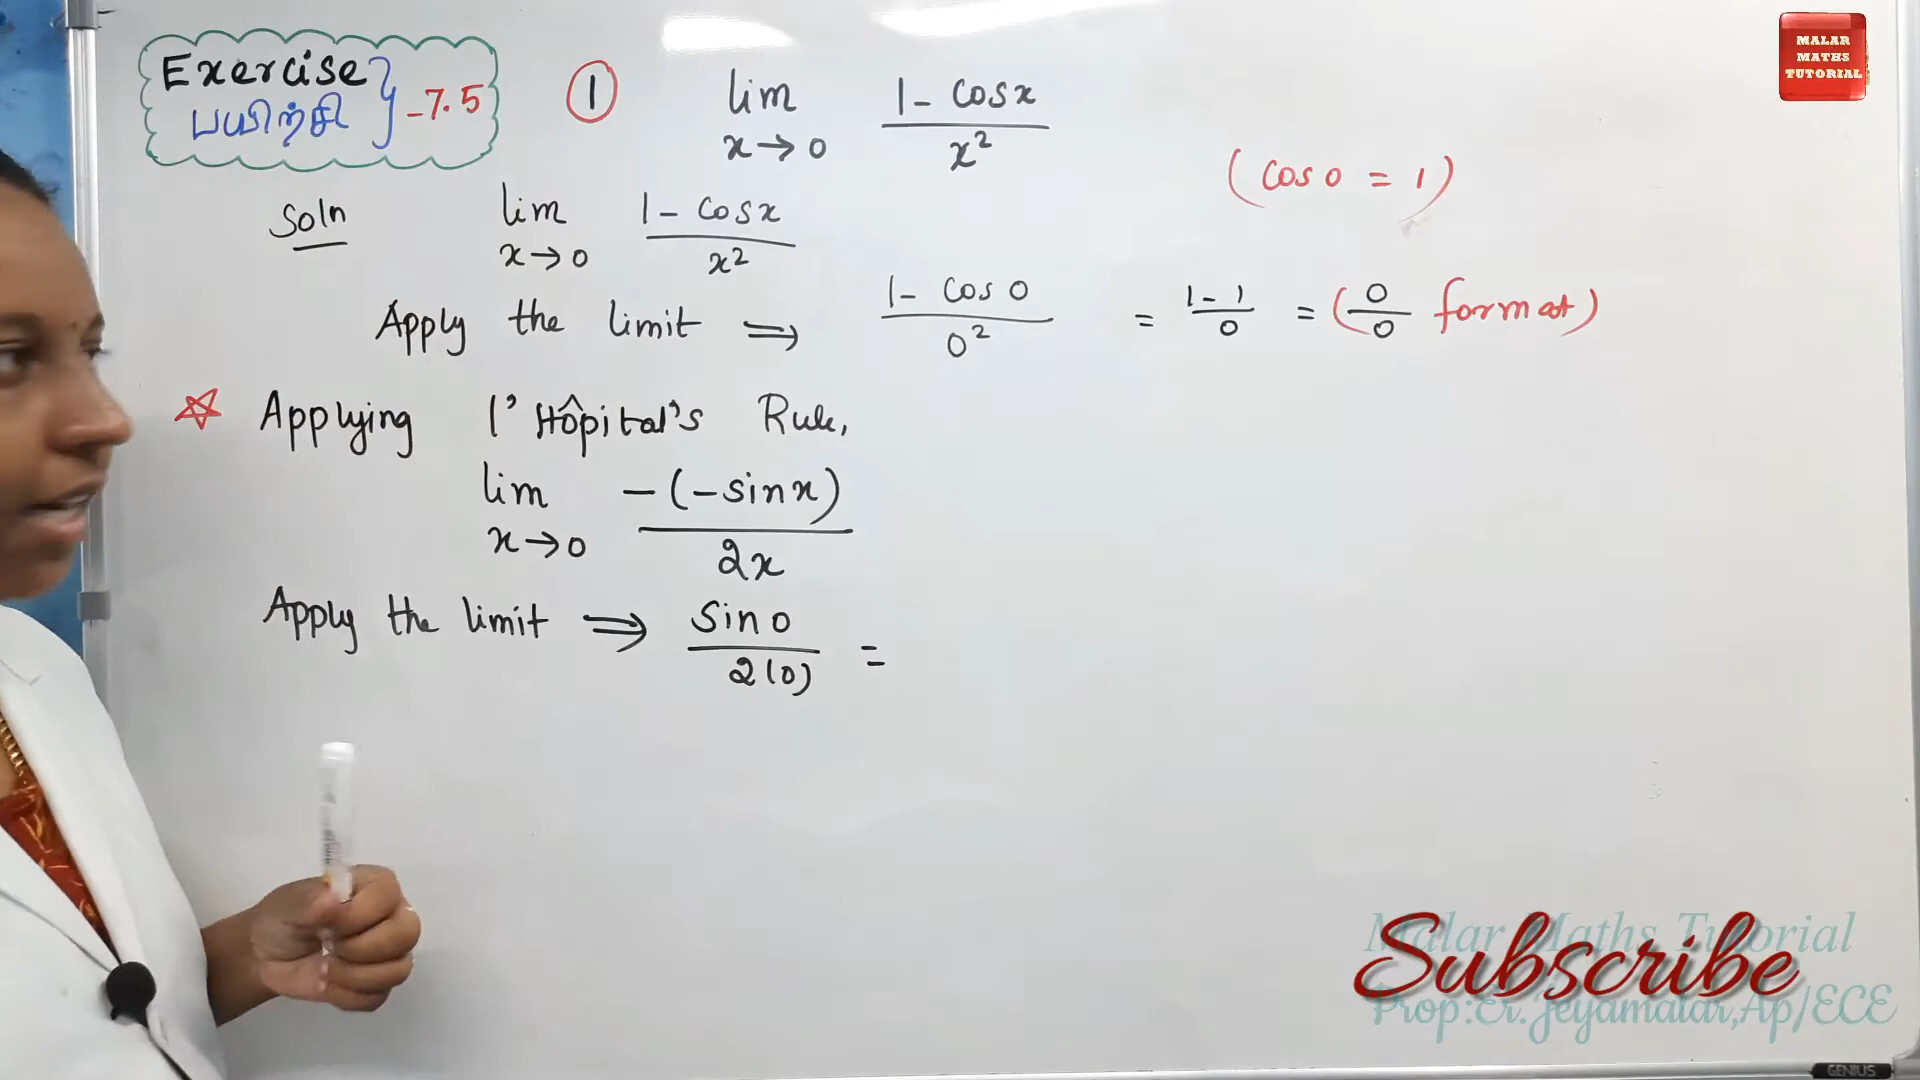 Exercise
பயிற்சி } -7.5
① lim x→0 (1 - cosx)/x²
MALAR
MATHS
TUTORIAL
(cos 0 = 1)
Soln lim x→0 (1 - cosx)/x²
Apply the limit ⇒ (1 - cos 0)/0² = (1 - 1)/0 = (0/0 format)
☆ Applying l'Hôpital's Rule,
lim x→0 -(-sinx)/2x
Apply the limit ⇒ sin 0/2(0) =
Malar Maths Tutorial
Subscribe
Prop:Er.Jeyamalar,Ap/ECE
GENIUS